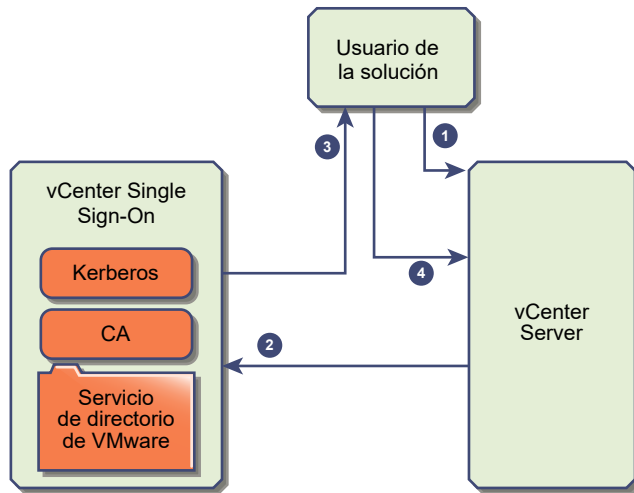 Usuario de
la solución
1
3
vCenter Single
Sign-On
Kerberos
4
CA
vCenter
Server
2
Servicio
de directorio
de VMware